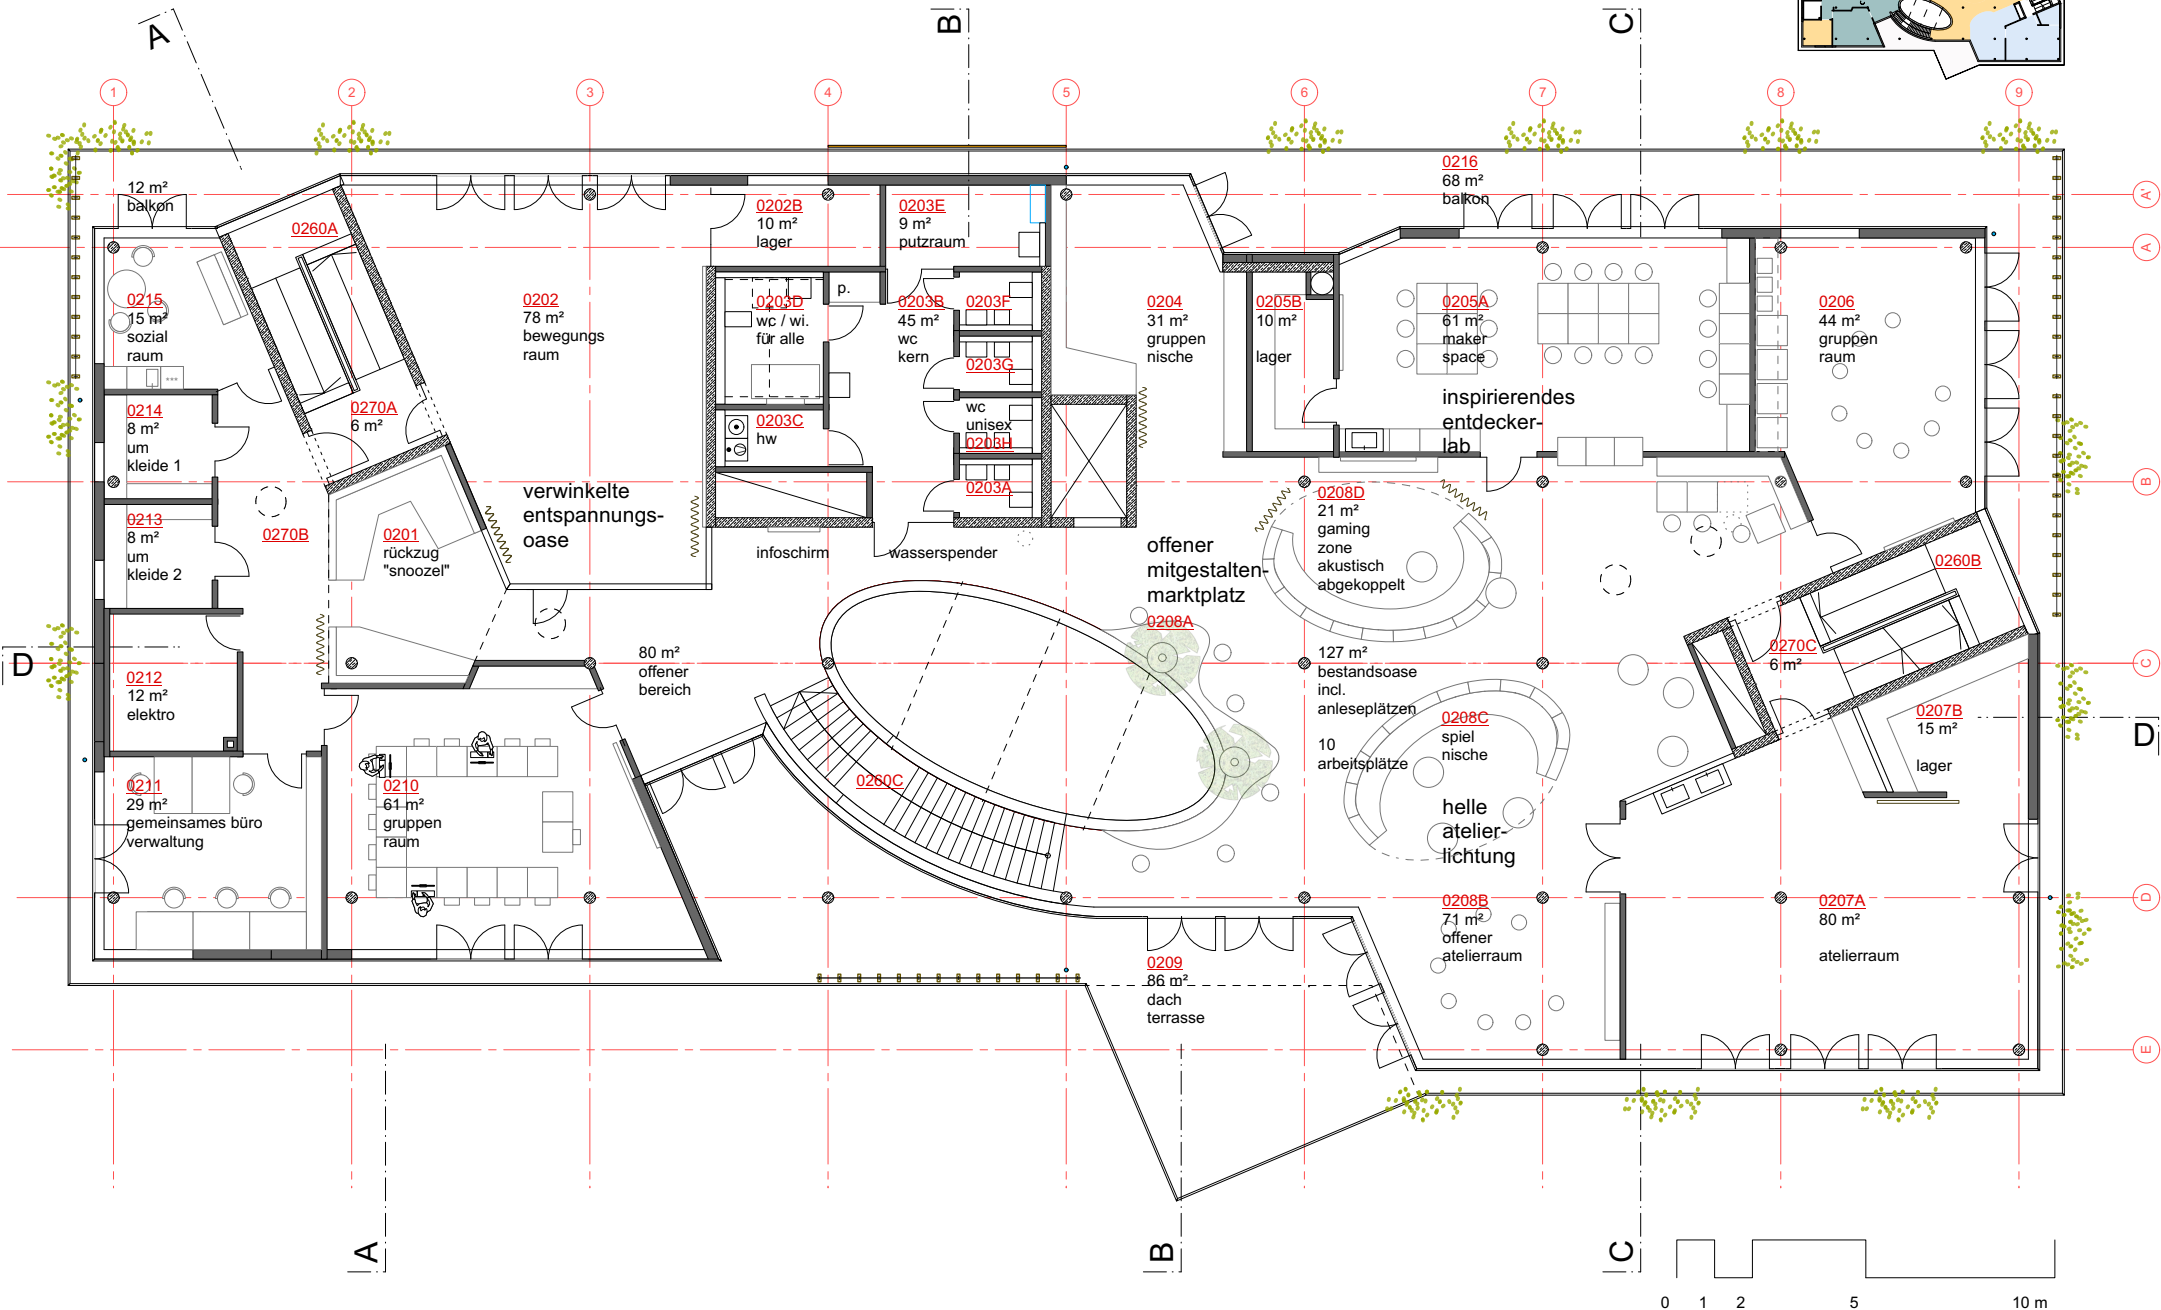 A
B
C
1
2
3
4
5
6
7
8
9
A'
A
B
C
D
E
12 m²
balkon
0260A
0215
15 m²
sozial
raum
***
0214
8 m²
um
kleide 1
0213
8 m²
um
kleide 2
0270A
6 m²
0270B
0201
rückzug
"snoozel"
0202
78 m²
bewegungs
raum
verwinkelte
entspannungs-
oase
0202B
10 m²
lager
0203E
9 m²
putzraum
0203D
wc / wi.
für alle
p.
0203B
45 m²
wc
kern
0203F
0203G
wc
unisex
0203H
0203A
0203C
hw
infoschirm
wasserspender
0204
31 m²
gruppen
nische
0205B
10 m²
lager
0216
68 m²
balkon
0205A
61 m²
maker
space
inspirierendes
entdecker-
lab
0206
44 m²
gruppen
raum
offener
mitgestalten-
marktplatz
0208A
0208D
21 m²
gaming
zone
akustisch
abgekoppelt
127 m²
bestandsoase
incl.
anleseplätzen
10
arbeitsplätze
0208C
spiel
nische
helle
atelier-
lichtung
0208B
71 m²
offener
atelierraum
0260B
0270C
6 m²
0207B
15 m²
lager
0207A
80 m²
atelierraum
D
D
0212
12 m²
elektro
0211
29 m²
gemeinsames büro
verwaltung
0210
61 m²
gruppen
raum
80 m²
offener
bereich
0260C
0209
86 m²
dach
terrasse
A
B
C
0 1 2 5 10 m